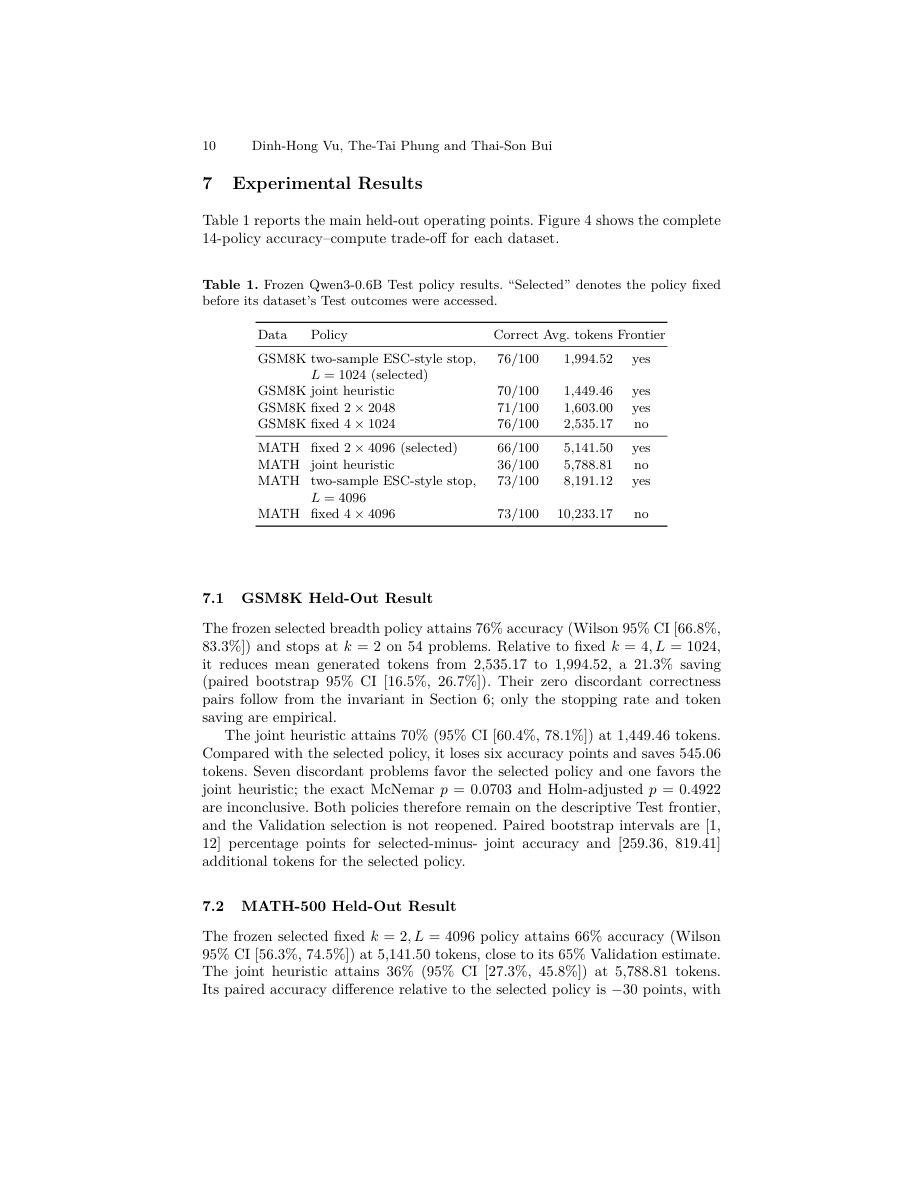 10 Dinh-Hong Vu, The-Tai Phung and Thai-Son Bui
7 Experimental Results
Table 1 reports the main held-out operating points. Figure 4 shows the complete
14-policy accuracy–compute trade-off for each dataset.
Table 1. Frozen Qwen3-0.6B Test policy results. “Selected” denotes the policy fixed
before its dataset’s Test outcomes were accessed.
Data Policy Correct Avg. tokens Frontier
GSM8K two-sample ESC-style stop, 76/100 1,994.52 yes
L = 1024 (selected)
GSM8K joint heuristic 70/100 1,449.46 yes
GSM8K fixed 2 × 2048 71/100 1,603.00 yes
GSM8K fixed 4 × 1024 76/100 2,535.17 no
MATH fixed 2 × 4096 (selected) 66/100 5,141.50 yes
MATH joint heuristic 36/100 5,788.81 no
MATH two-sample ESC-style stop, 73/100 8,191.12 yes
L = 4096
MATH fixed 4 × 4096 73/100 10,233.17 no
7.1 GSM8K Held-Out Result
The frozen selected breadth policy attains 76% accuracy (Wilson 95% CI [66.8%,
83.3%]) and stops at k = 2 on 54 problems. Relative to fixed k = 4, L = 1024,
it reduces mean generated tokens from 2,535.17 to 1,994.52, a 21.3% saving
(paired bootstrap 95% CI [16.5%, 26.7%]). Their zero discordant correctness
pairs follow from the invariant in Section 6; only the stopping rate and token
saving are empirical.
The joint heuristic attains 70% (95% CI [60.4%, 78.1%]) at 1,449.46 tokens.
Compared with the selected policy, it loses six accuracy points and saves 545.06
tokens. Seven discordant problems favor the selected policy and one favors the
joint heuristic; the exact McNemar p = 0.0703 and Holm-adjusted p = 0.4922
are inconclusive. Both policies therefore remain on the descriptive Test frontier,
and the Validation selection is not reopened. Paired bootstrap intervals are [1,
12] percentage points for selected-minus- joint accuracy and [259.36, 819.41]
additional tokens for the selected policy.
7.2 MATH-500 Held-Out Result
The frozen selected fixed k = 2, L = 4096 policy attains 66% accuracy (Wilson
95% CI [56.3%, 74.5%]) at 5,141.50 tokens, close to its 65% Validation estimate.
The joint heuristic attains 36% (95% CI [27.3%, 45.8%]) at 5,788.81 tokens.
Its paired accuracy difference relative to the selected policy is −30 points, with